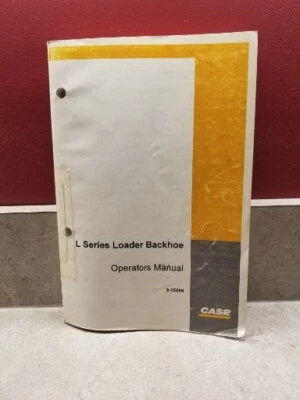 L Series Loader Backhoe
Operators Manual
CASE